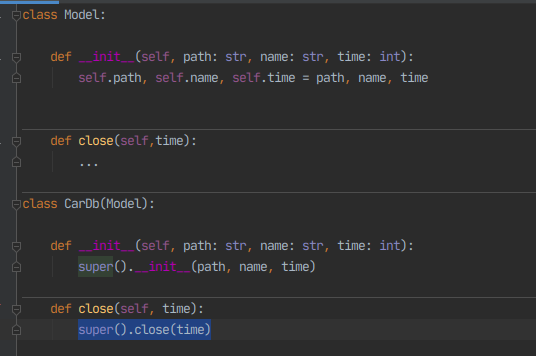 class Model:
def __init__(self, path: str, name: str, time: int):
self.path, self.name, self.time = path, name, time
def close(self,time):
...
class CarDb(Model):
def __init__(self, path: str, name: str, time: int):
super().__init__(path, name, time)
def close(self, time):
super().close(time)